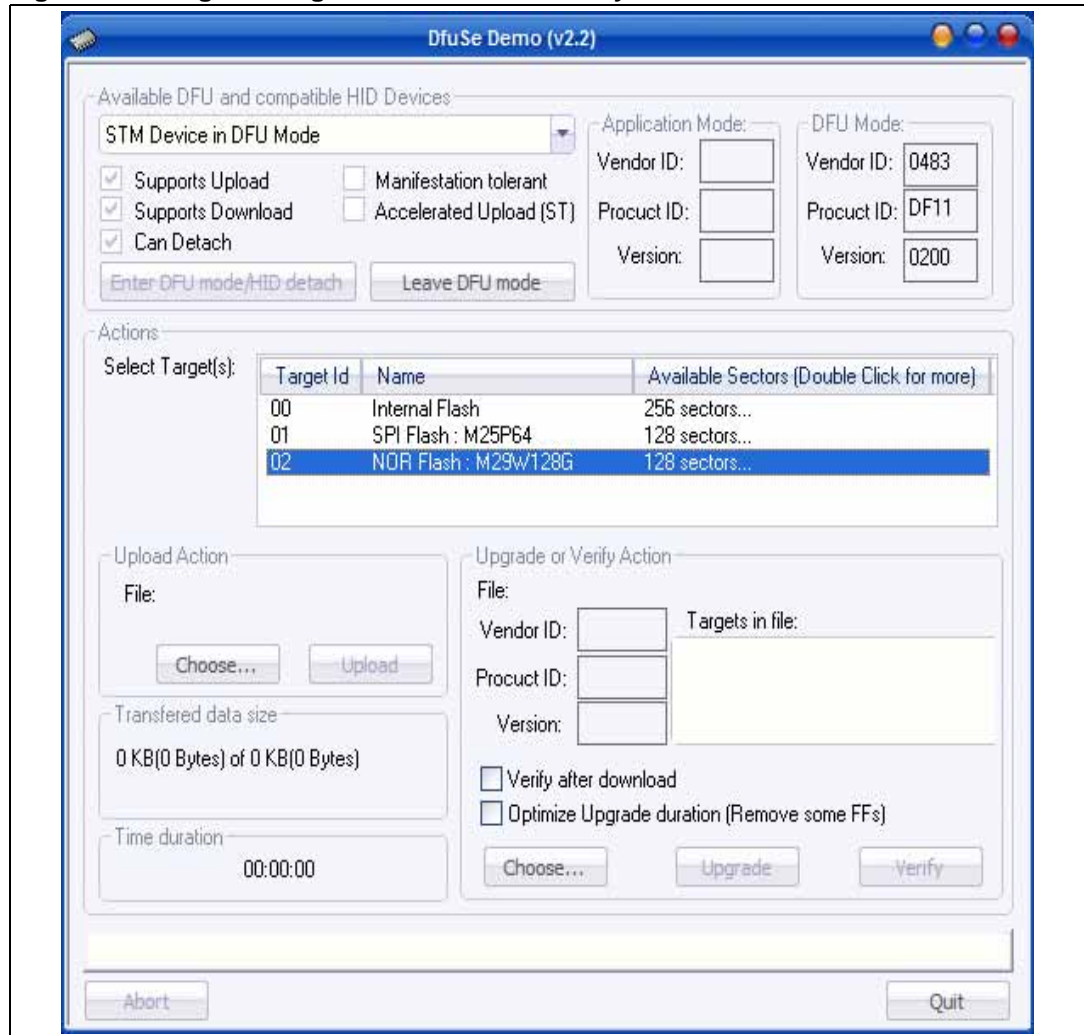 DfuSe Demo (v2.2)
Available DFU and compatible HID Devices
STM Device in DFU Mode
Supports Upload
Manifestation tolerant
Supports Download
Accelerated Upload (ST)
Can Detach
Enter DFU mode/HID detach
Leave DFU mode
Application Mode:
Vendor ID:
Procuct ID:
Version:
DFU Mode:
Vendor ID: 0483
Procuct ID: DF11
Version: 0200
Actions
Select Target(s):
Target Id Name Available Sectors (Double Click for more)
00 Internal Flash 256 sectors...
01 SPI Flash : M25P64 128 sectors...
02 NOR Flash : M29W128G 128 sectors...
Upload Action
File:
Choose... Upload
Transfered data size
0 KB(0 Bytes) of 0 KB(0 Bytes)
Time duration
00:00:00
Upgrade or Verify Action
File:
Vendor ID:
Procuct ID:
Version:
Targets in file:
Verify after download
Optimize Upgrade duration (Remove some FFs)
Choose... Upgrade Verify
Abort Quit